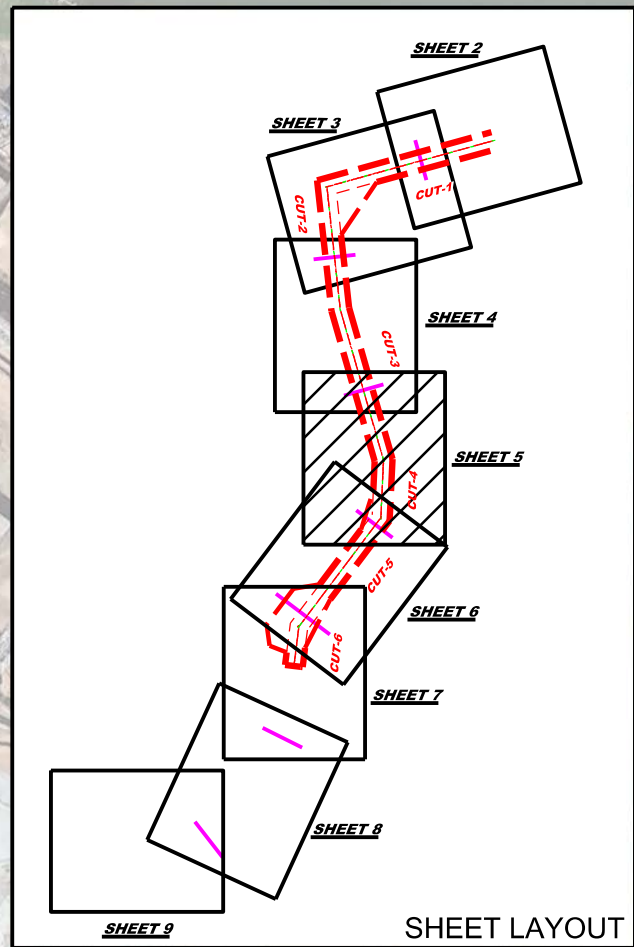 SHEET 2
SHEET 3
CUT-1
CUT-2
SHEET 4
CUT-3
SHEET 5
CUT-4
CUT-5
SHEET 6
CUT-6
SHEET 7
SHEET 8
SHEET 9
SHEET LAYOUT